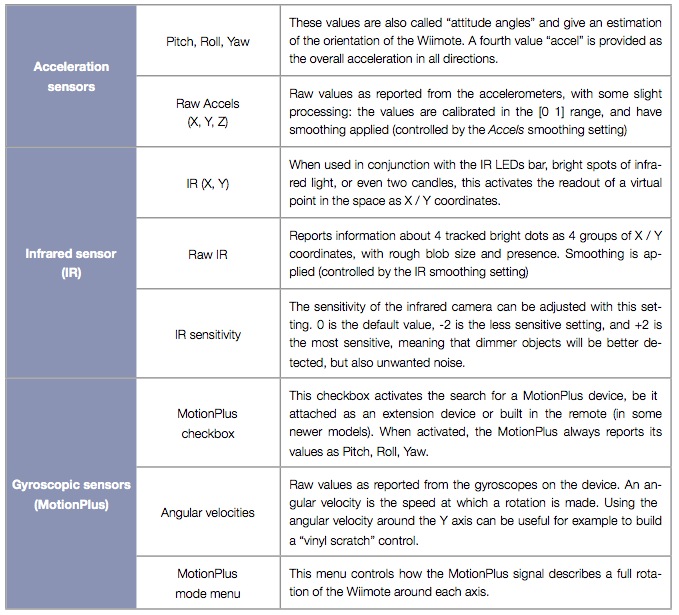 Acceleration
sensors
Pitch, Roll, Yaw
These values are also called “attitude angles” and give an estimation
of the orientation of the Wiimote. A fourth value “accel” is provided as
the overall acceleration in all directions.
Raw Accels
(X, Y, Z)
Raw values as reported from the accelerometers, with some slight
processing: the values are calibrated in the [0 1] range, and have
smoothing applied (controlled by the Accels smoothing setting)
Infrared sensor
(IR)
IR (X, Y)
When used in conjunction with the IR LEDs bar, bright spots of infra-
red light, or even two candles, this activates the readout of a virtual
point in the space as X / Y coordinates.
Raw IR
Reports information about 4 tracked bright dots as 4 groups of X / Y
coordinates, with rough blob size and presence. Smoothing is ap-
plied (controlled by the IR smoothing setting)
IR sensitivity
The sensitivity of the infrared camera can be adjusted with this set-
ting. 0 is the default value, -2 is the less sensitive setting, and +2 is
the most sensitive, meaning that dimmer objects will be better de-
tected, but also unwanted noise.
Gyroscopic sensors
(MotionPlus)
MotionPlus
checkbox
This checkbox activates the search for a MotionPlus device, be it
attached as an extension device or built in the remote (in some
newer models). When activated, the MotionPlus always reports its
values as Pitch, Roll, Yaw.
Angular velocities
Raw values as reported from the gyroscopes on the device. An an-
gular velocity is the speed at which a rotation is made. Using the
angular velocity around the Y axis can be useful for example to build
a “vinyl scratch” control.
MotionPlus
mode menu
This menu controls how the MotionPlus signal describes a full rota-
tion of the Wiimote around each axis.